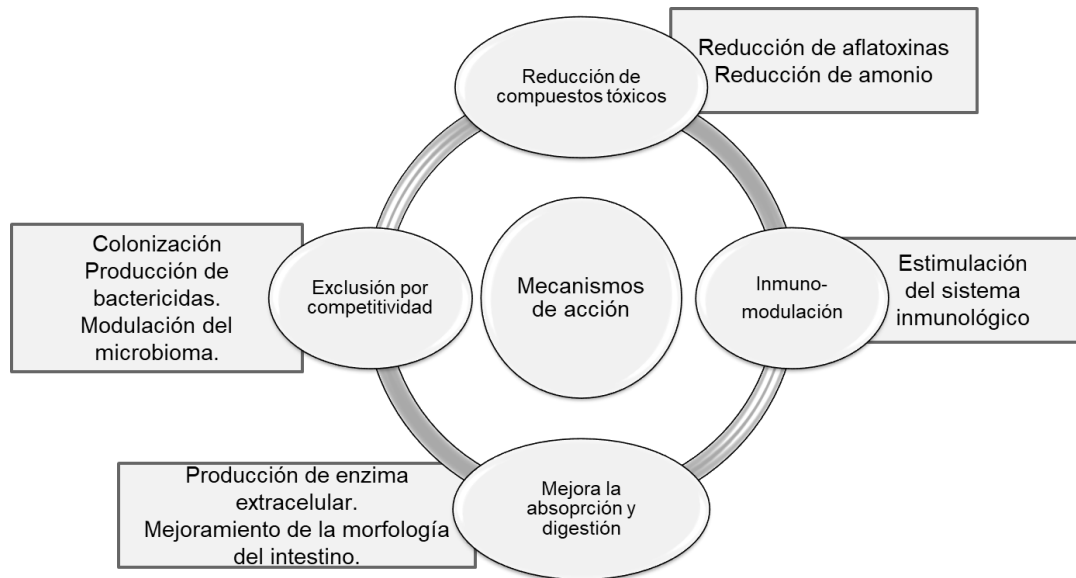 Reducción de
compuestos tóxicos
Reducción de aflatoxinas
Reducción de amonio
Colonización
Producción de
bactericidas.
Modulación del
microbioma.
Exclusión por
competitividad
Mecanismos
de acción
Inmuno-
modulación
Estimulación
del sistema
inmunológico
Producción de enzima
extracelular.
Mejoramiento de la morfología
del intestino.
Mejora la
absoprción y
digestión